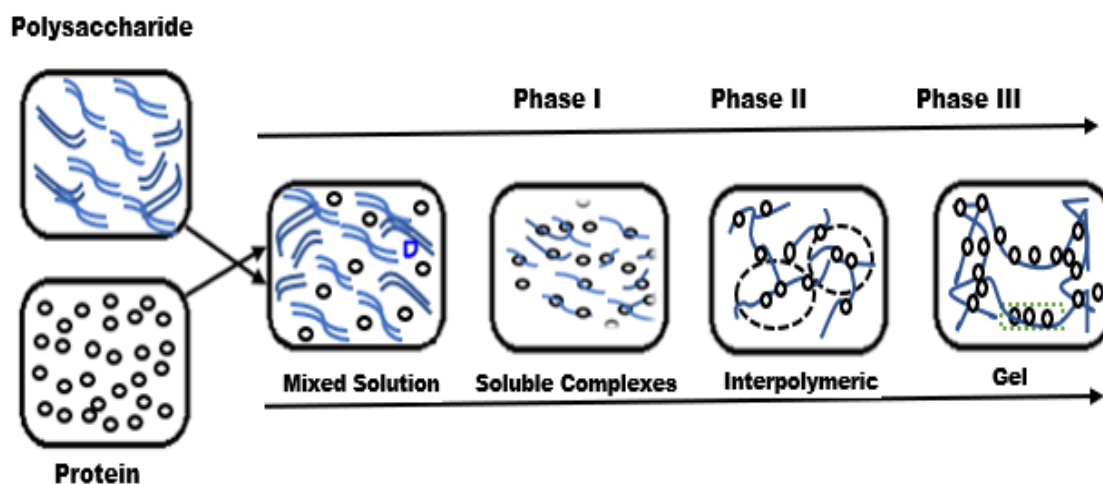 Polysaccharide
Phase I
Phase II
Phase III
Mixed Solution
Soluble Complexes
Interpolymeric
Gel
Protein